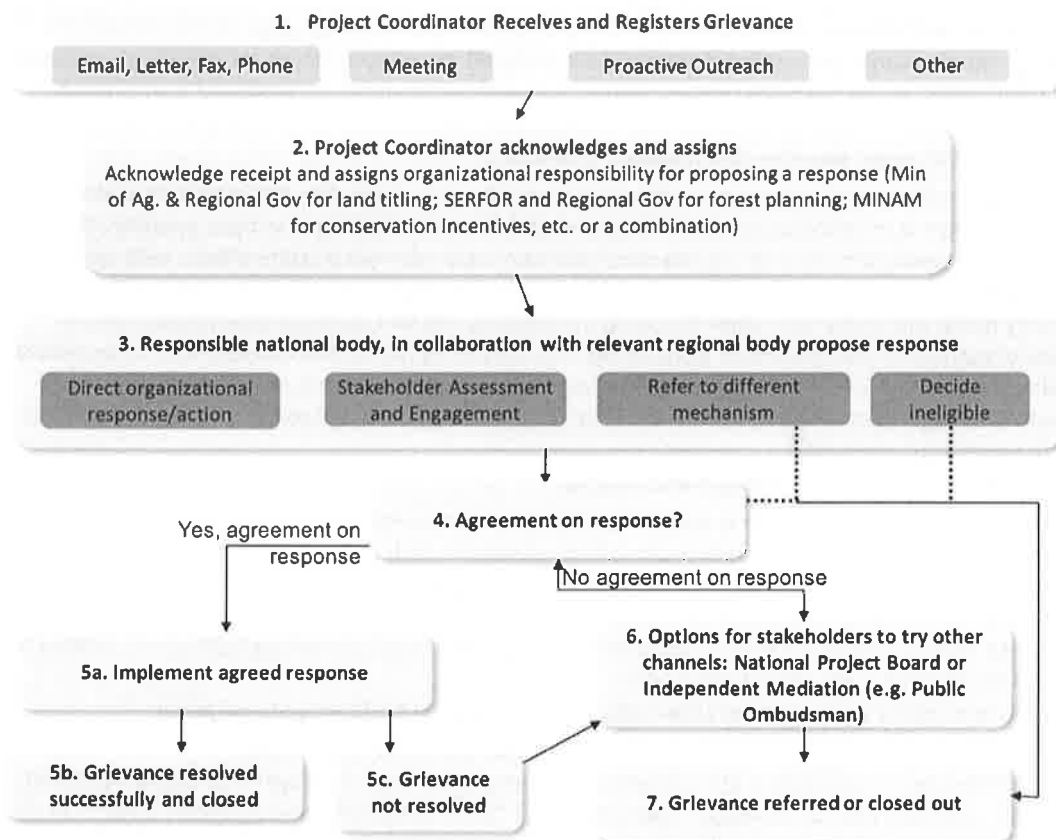 1. Project Coordinator Receives and Registers Grievance
Email, Letter, Fax, Phone
Meeting
Proactive Outreach
Other
2. Project Coordinator acknowledges and assigns
Acknowledge receipt and assigns organizational responsibility for proposing a response (Min
of Ag. & Regional Gov for land titling; SERFOR and Regional Gov for forest planning; MINAM
for conservation incentives, etc. or a combination)
3. Responsible national body, in collaboration with relevant regional body propose response
Direct organizational
response/action
Stakeholder Assessment
and Engagement
Refer to different
mechanism
Decide
ineligible
4. Agreement on response?
Yes, agreement on
response
No agreement on response
6. Options for stakeholders to try other
channels: National Project Board or
Independent Mediation (e.g. Public
Ombudsman)
5a. Implement agreed response
5b. Grievance resolved
successfully and closed
5c. Grievance
not resolved
7. Grievance referred or closed out